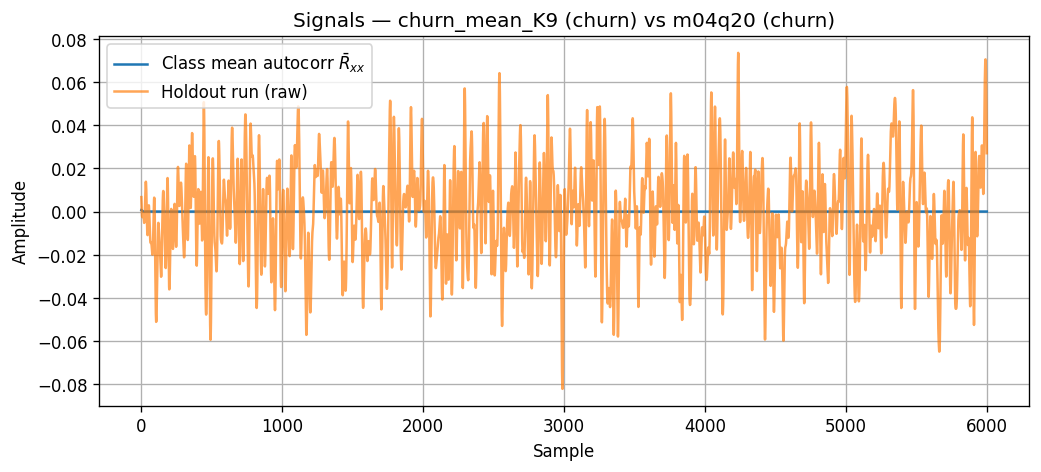 Signals — churn_mean_K9 (churn) vs m04q20 (churn)
Class mean autocorr R̄xx
Holdout run (raw)
Amplitude
0.08
0.06
0.04
0.02
0.00
−0.02
−0.04
−0.06
−0.08
0 1000 2000 3000 4000 5000 6000
Sample